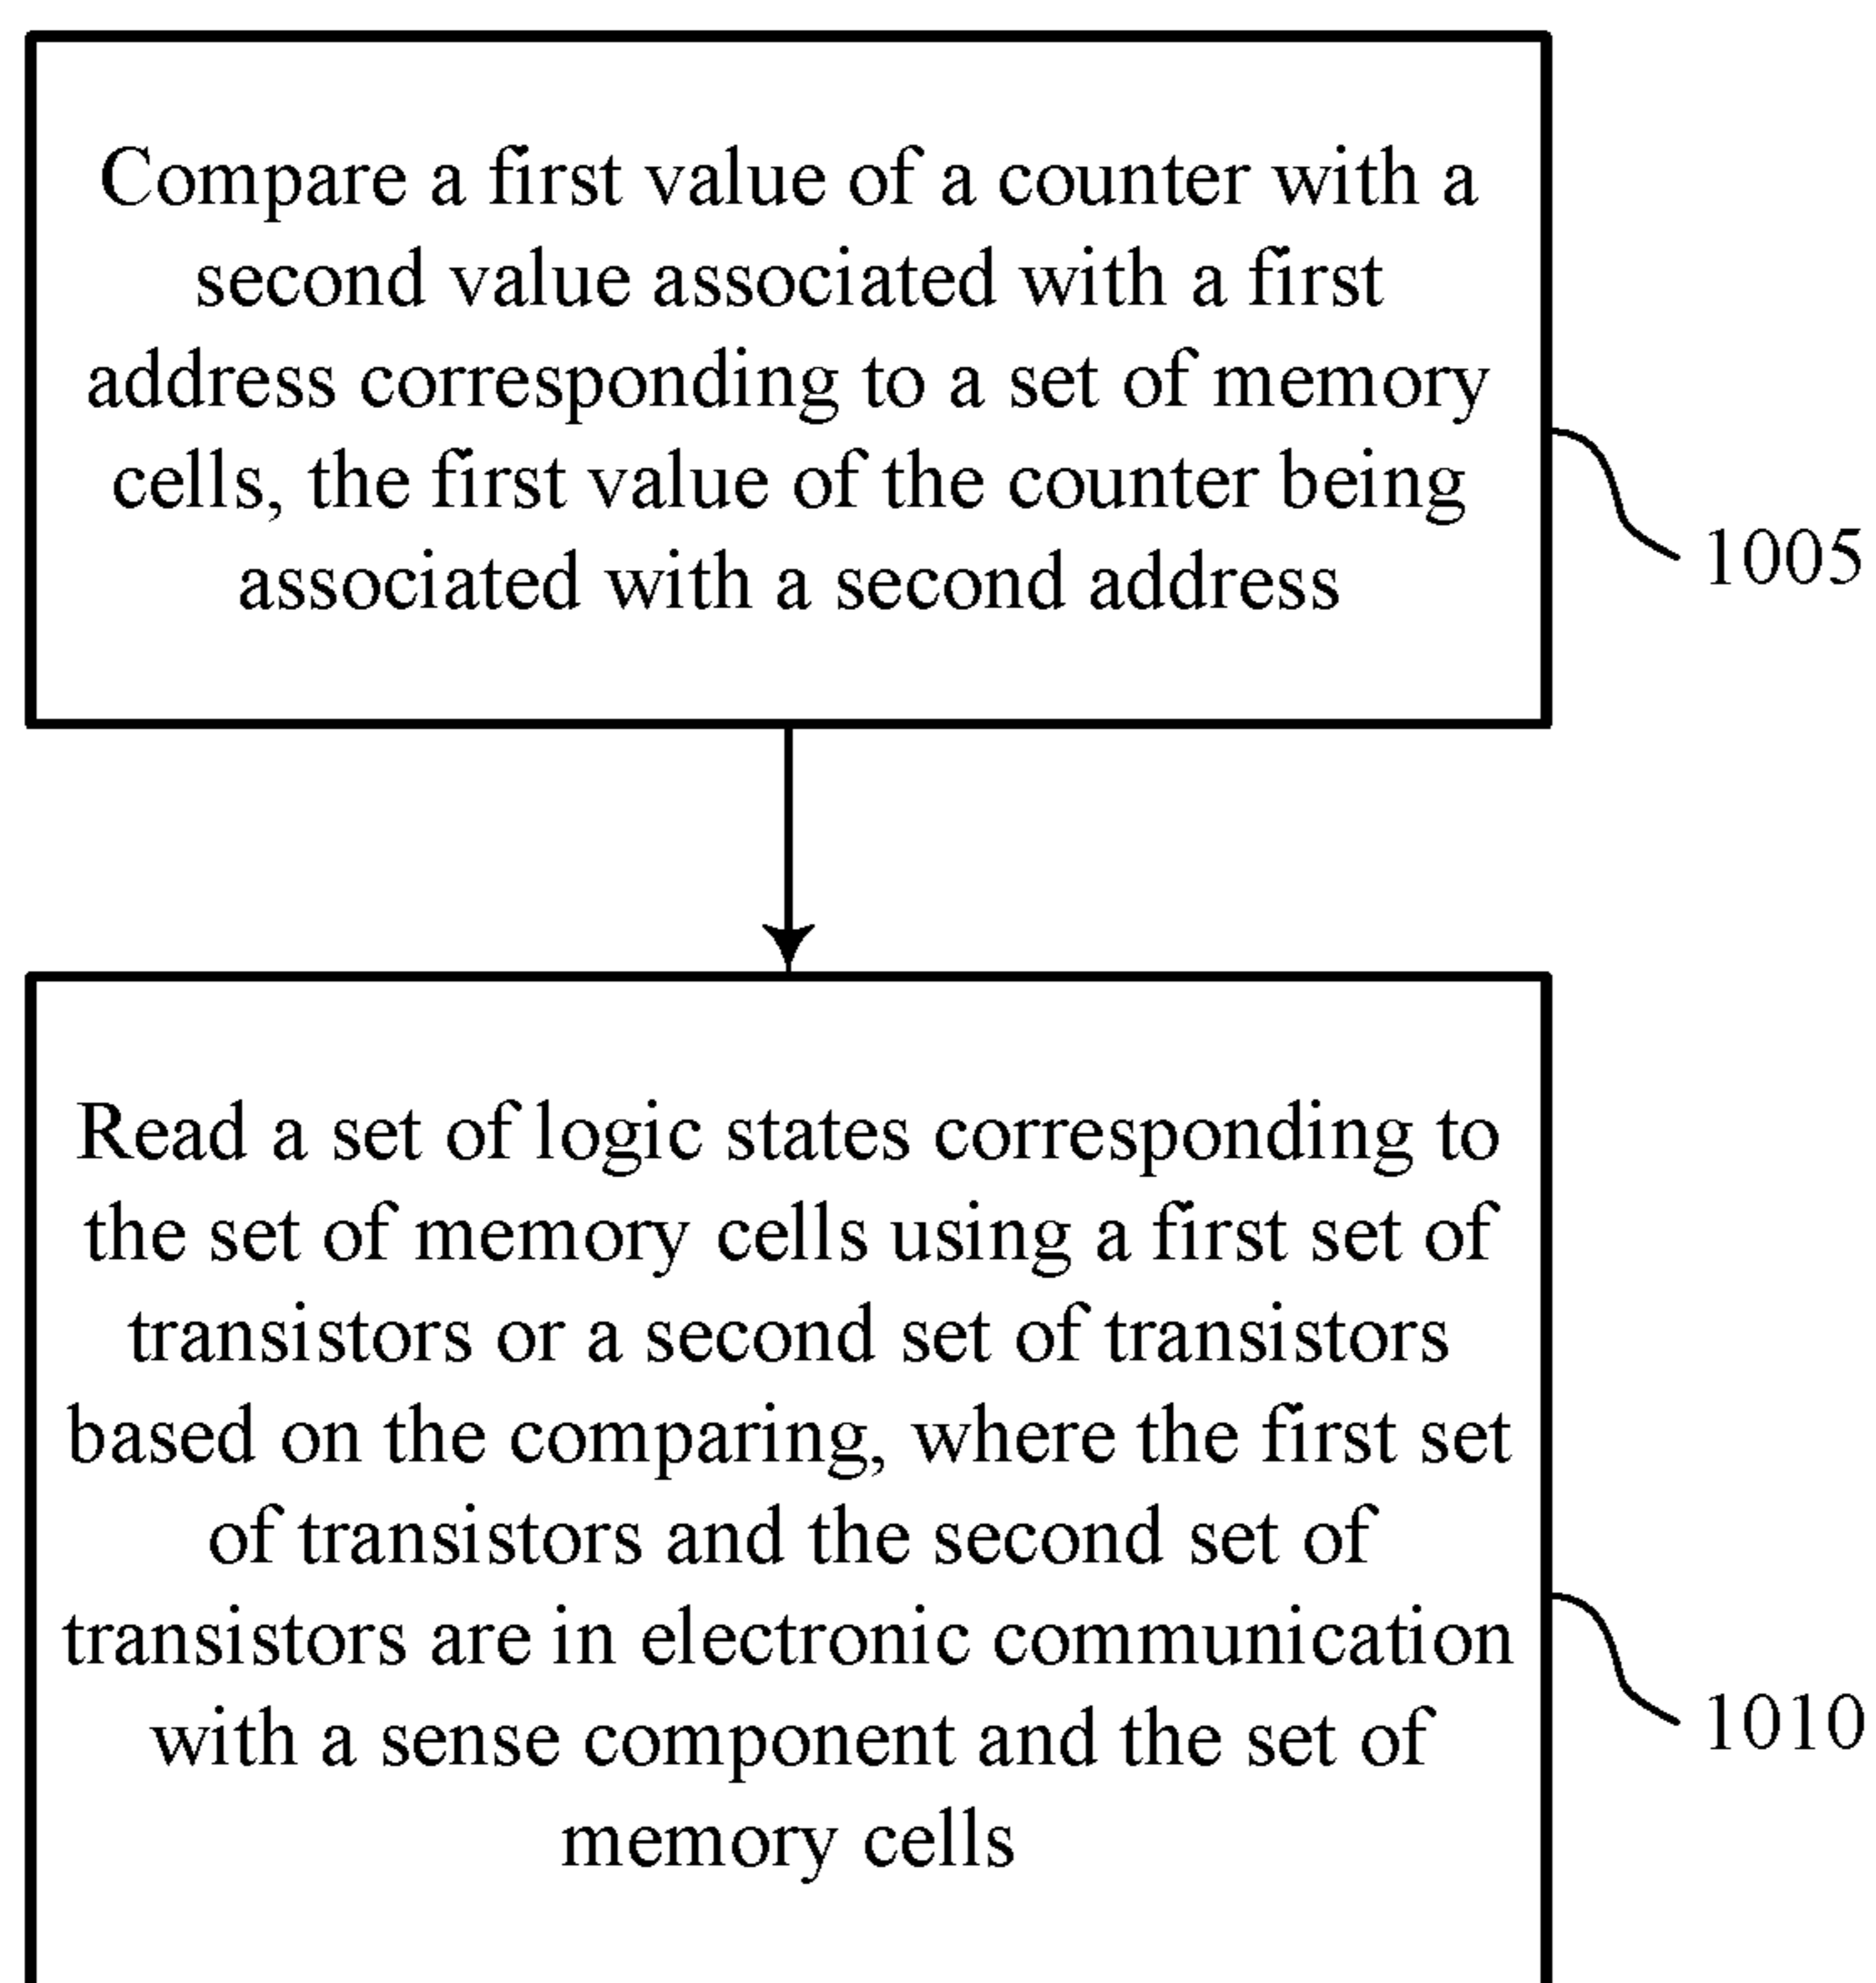 Compare a first value of a counter with a
second value associated with a first
address corresponding to a set of memory
cells, the first value of the counter being
associated with a second address
1005
Read a set of logic states corresponding to
the set of memory cells using a first set of
transistors or a second set of transistors
based on the comparing, where the first set
of transistors and the second set of
transistors are in electronic communication
with a sense component and the set of
memory cells
1010